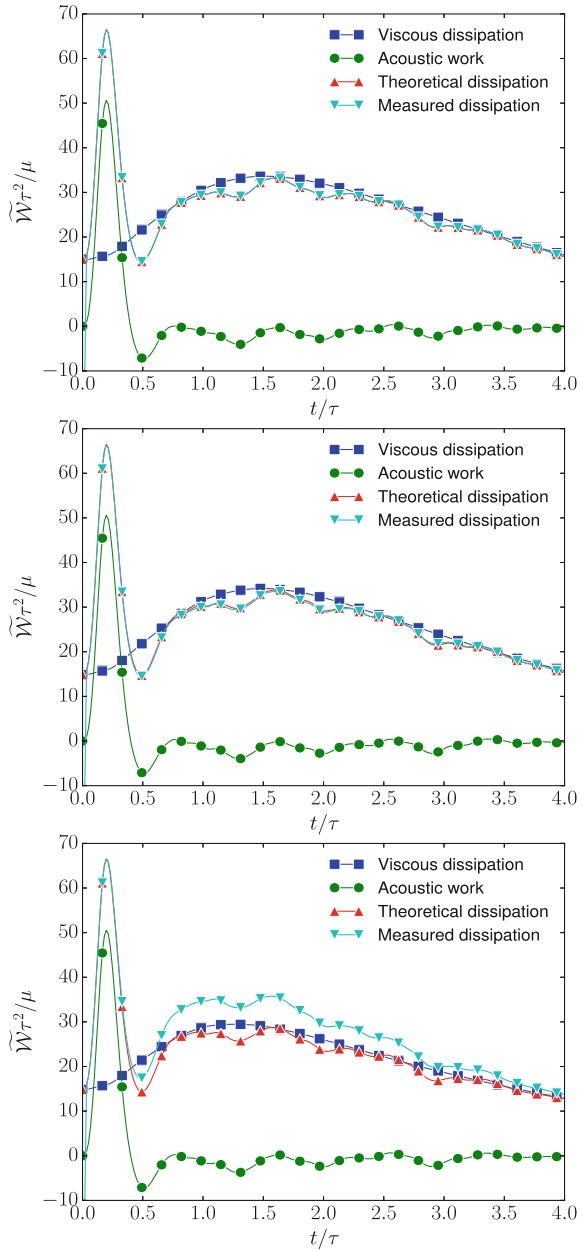 70
60
50
40
30
20
10
0
−10
0.0 0.5 1.0 1.5 2.0 2.5 3.0 3.5 4.0
t/τ
W̃τ²/μ
Viscous dissipation
Acoustic work
Theoretical dissipation
Measured dissipation
70
60
50
40
30
20
10
0
−10
0.0 0.5 1.0 1.5 2.0 2.5 3.0 3.5 4.0
t/τ
W̃τ²/μ
Viscous dissipation
Acoustic work
Theoretical dissipation
Measured dissipation
70
60
50
40
30
20
10
0
−10
0.0 0.5 1.0 1.5 2.0 2.5 3.0 3.5 4.0
t/τ
W̃τ²/μ
Viscous dissipation
Acoustic work
Theoretical dissipation
Measured dissipation